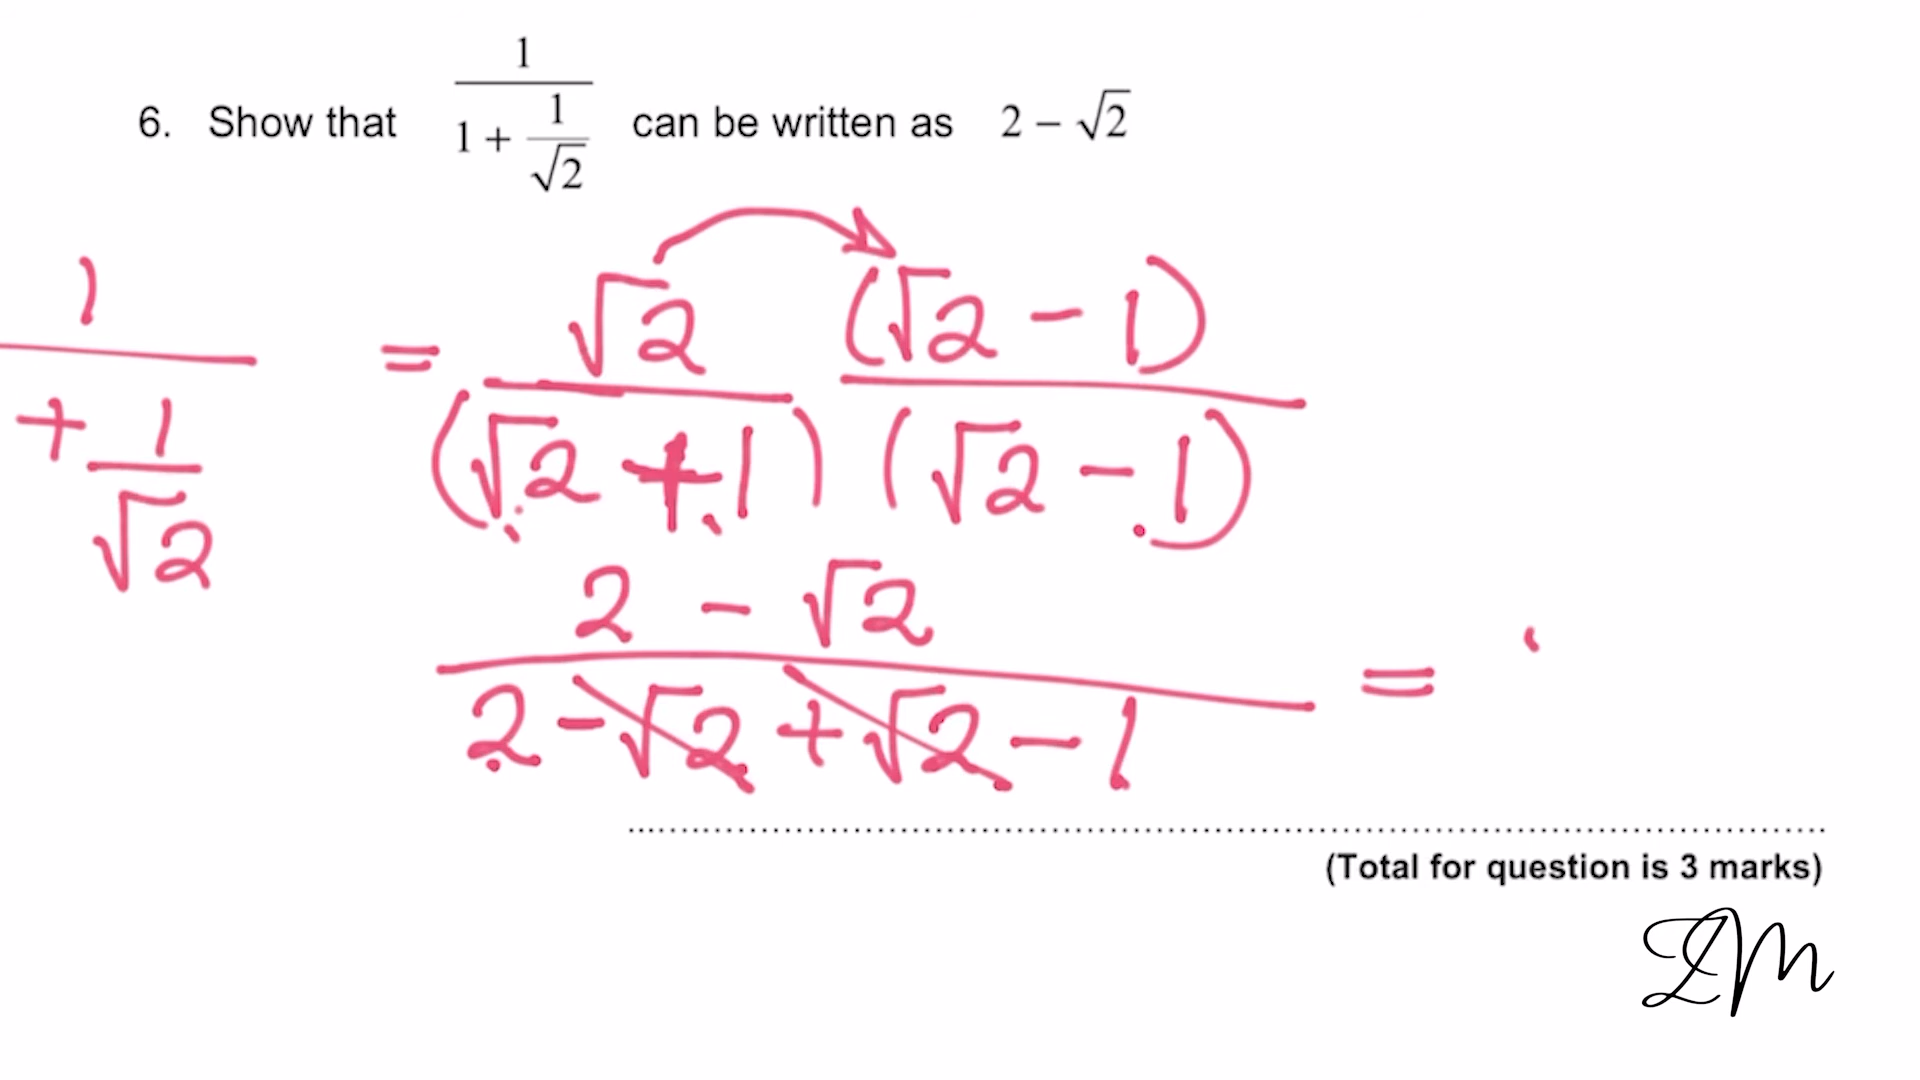 6. Show that 1 / (1 + 1/√2) can be written as 2 − √2
1 / (+ 1/√2) = √2 (√2 − 1) / (√2 + 1) (√2 − 1)
2 − √2 / 2 − √2 + √2 − 1 =
(Total for question is 3 marks)
LM